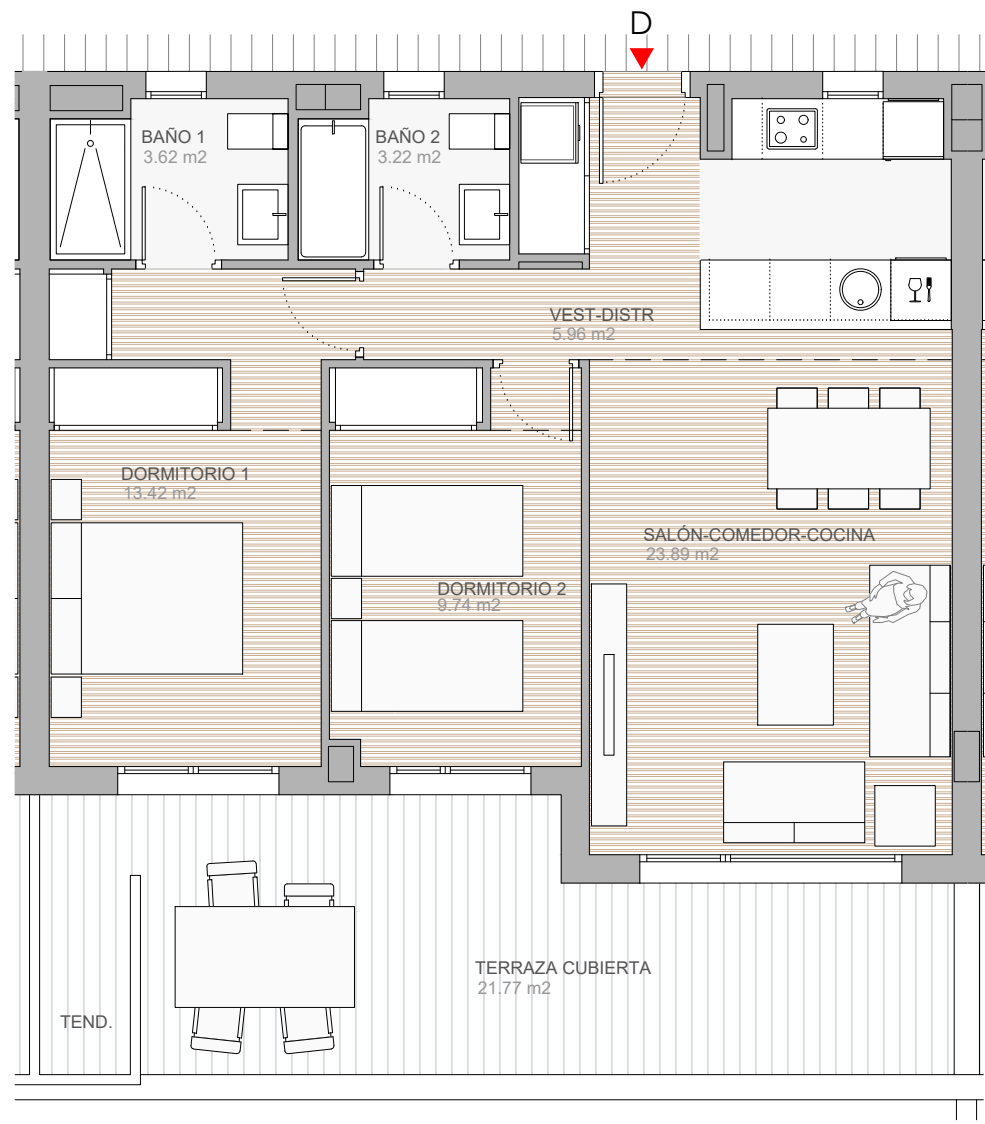 D
BAÑO 1
3.62 m2
BAÑO 2
3.22 m2
VEST-DISTR
5.96 m2
DORMITORIO 1
13.42 m2
SALÓN-COMEDOR-COCINA
23.89 m2
DORMITORIO 2
9.74 m2
TERRAZA CUBIERTA
21.77 m2
TEND.